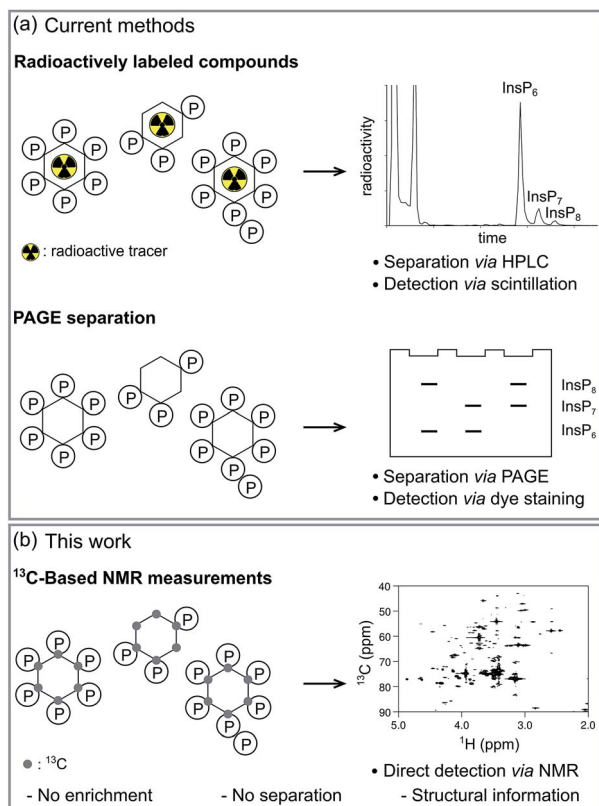 (a) Current methods
Radioactively labeled compounds
P P P P P P
P P P
P P P P P P P
☢ : radioactive tracer
radioactivity
InsP₆
InsP₇
InsP₈
time
• Separation via HPLC
• Detection via scintillation
PAGE separation
P P P P P P
P P P
P P P P P P P
InsP₈
InsP₇
InsP₆
• Separation via PAGE
• Detection via dye staining
(b) This work
¹³C-Based NMR measurements
P P P P P P
P P P
P P P P P P P
: ¹³C
¹³C (ppm)
40
50
60
70
80
90
5.0 4.0 3.0 2.0
¹H (ppm)
• Direct detection via NMR
- No enrichment - No separation - Structural information